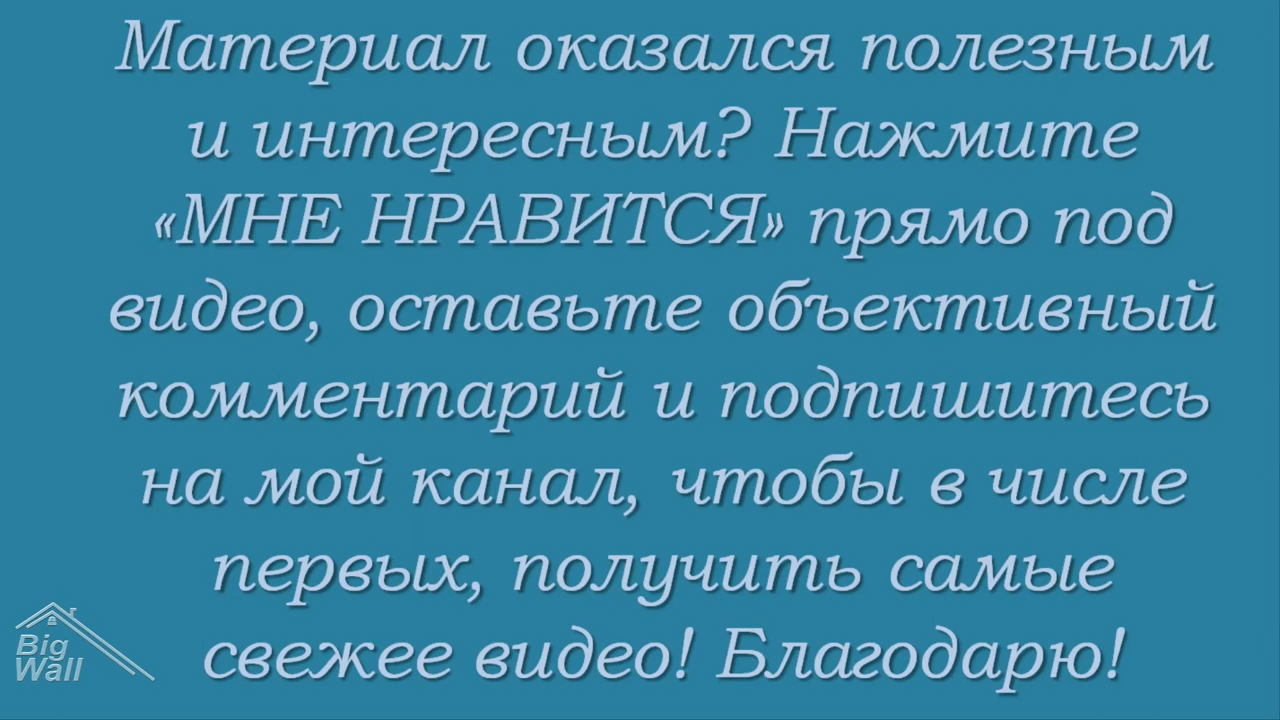 Материал оказался полезным
и интересным? Нажмите
«МНЕ НРАВИТСЯ» прямо под
видео, оставьте объективный
комментарий и подпишитесь
на мой канал, чтобы в числе
первых, получить самые
свежее видео! Благодарю!
Big
Wall